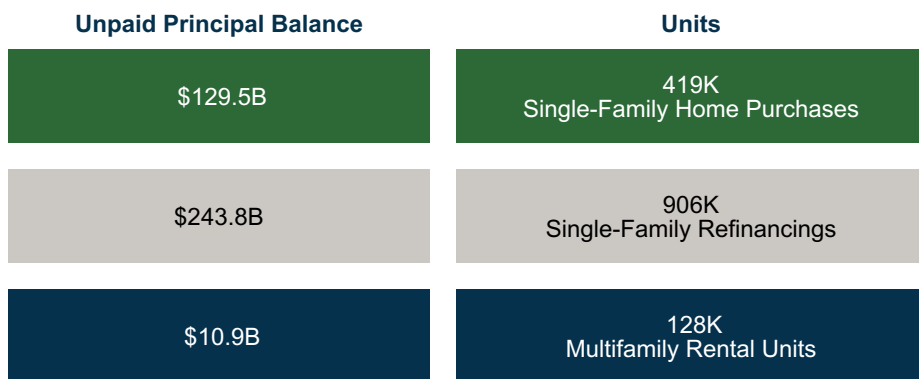 Unpaid Principal Balance
Units
$129.5B
419K
Single-Family Home Purchases
$243.8B
906K
Single-Family Refinancings
$10.9B
128K
Multifamily Rental Units